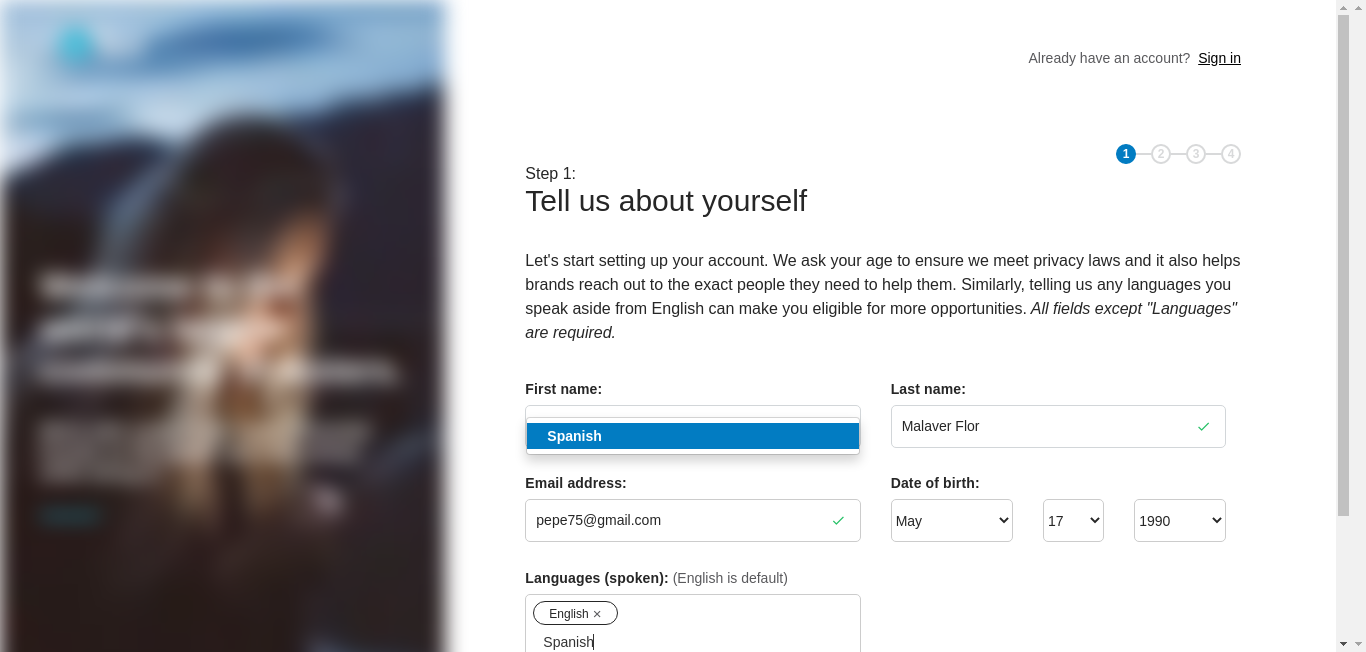 Already have an account? Sign in
1 2 3 4
Step 1:
Tell us about yourself
Let's start setting up your account. We ask your age to ensure we meet privacy laws and it also helps
brands reach out to the exact people they need to help them. Similarly, telling us any languages you
speak aside from English can make you eligible for more opportunities. All fields except "Languages"
are required.
First name:
Last name:
Spanish
Malaver Flor
Email address:
Date of birth:
pepe75@gmail.com
May
17
1990
Languages (spoken): (English is default)
English ×
Spanish